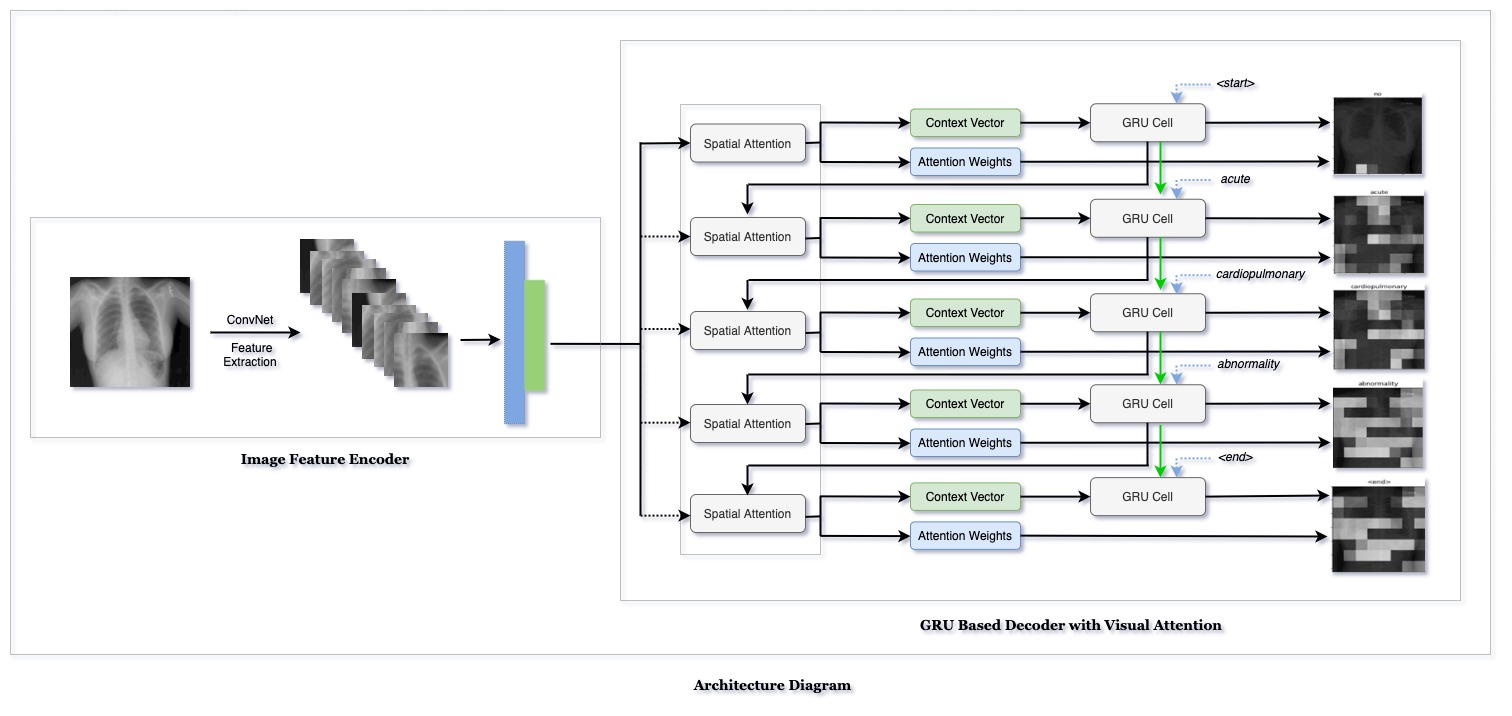 <start>
no
Spatial Attention
Context Vector
GRU Cell
Attention Weights
acute
acute
Spatial Attention
Context Vector
GRU Cell
Attention Weights
cardiopulmonary
cardiopulmonary
Spatial Attention
Context Vector
GRU Cell
Attention Weights
abnormality
abnormality
Spatial Attention
Context Vector
GRU Cell
Attention Weights
<end>
<end>
Spatial Attention
Context Vector
GRU Cell
Attention Weights
ConvNet
Feature
Extraction
Image Feature Encoder
GRU Based Decoder with Visual Attention
Architecture Diagram